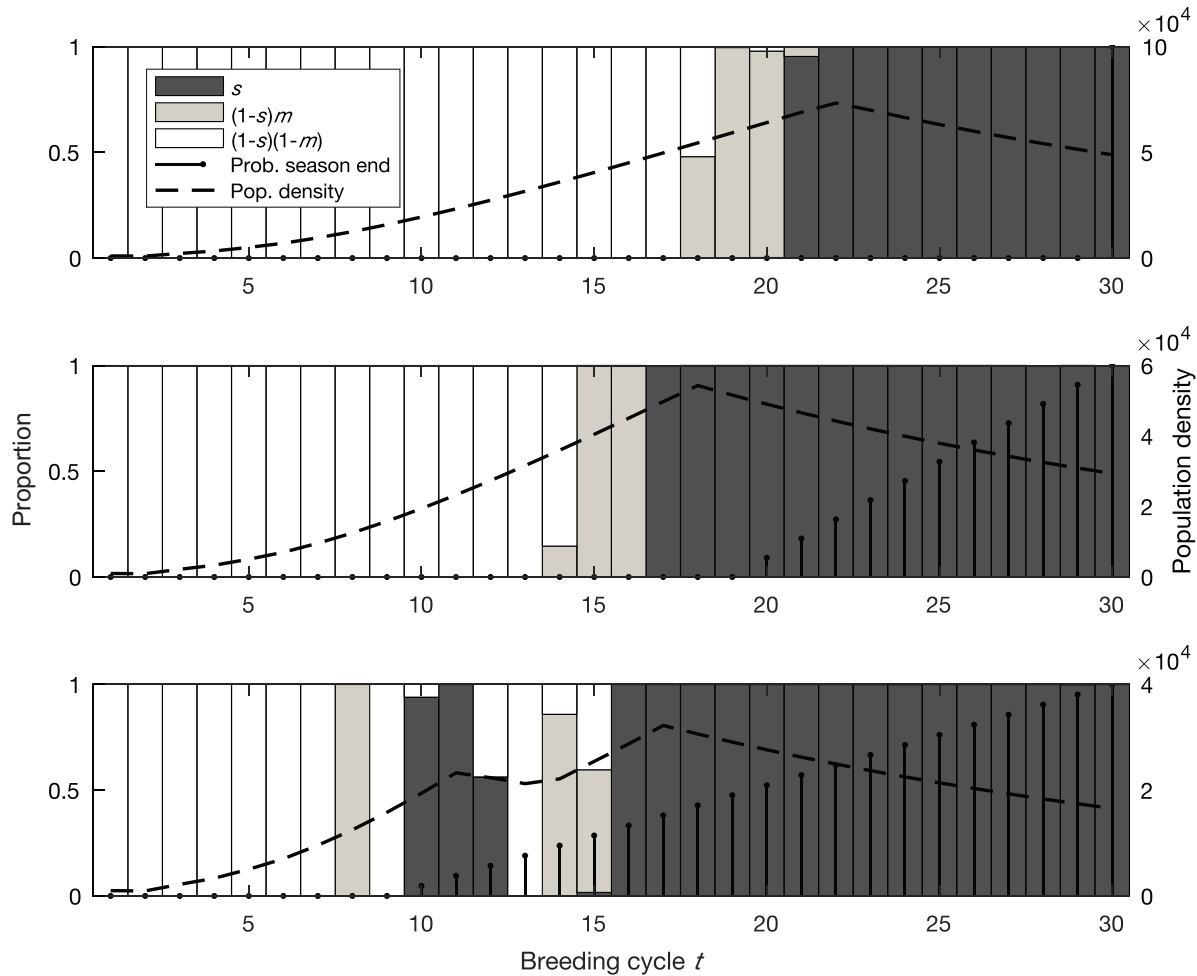 ×10⁴
1
0.5
0
10
5
0
s
(1-s)m
(1-s)(1-m)
Prob. season end
Pop. density
5 10 15 20 25 30
×10⁴
1
0.5
0
6
4
2
0
5 10 15 20 25 30
Proportion
Population density
×10⁴
1
0.5
0
4
2
0
5 10 15 20 25 30
Breeding cycle t